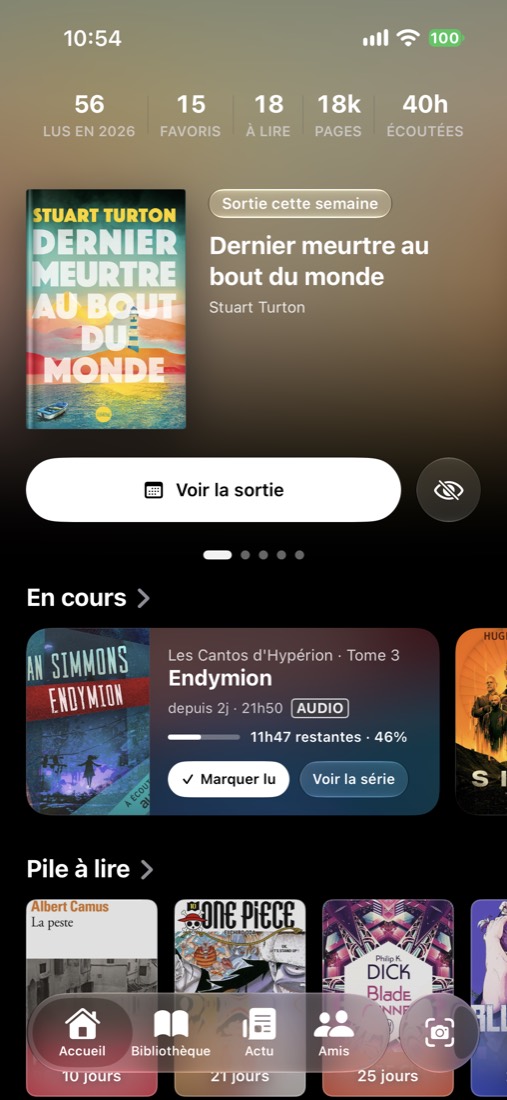 10:54
100
56
LUS EN 2026
15
FAVORIS
18
À LIRE
18k
PAGES
40h
ÉCOUTÉES
STUART TURTON
DERNIER
MEURTRE
AU BOUT
DU
MONDE
Sortie cette semaine
Dernier meurtre au
bout du monde
Stuart Turton
Voir la sortie
En cours
AN SIMMONS
ENDYMION
Les Cantos d'Hypérion · Tome 3
Endymion
depuis 2j · 21h50 AUDIO
11h47 restantes · 46%
✓ Marquer lu
Voir la série
HUGH
S I
Pile à lire
Albert Camus
La peste
ONE PIECE
Philip K.
DICK
Blade
Accueil
Bibliothèque
Actu
Amis
10 jours
21 jours
25 jours